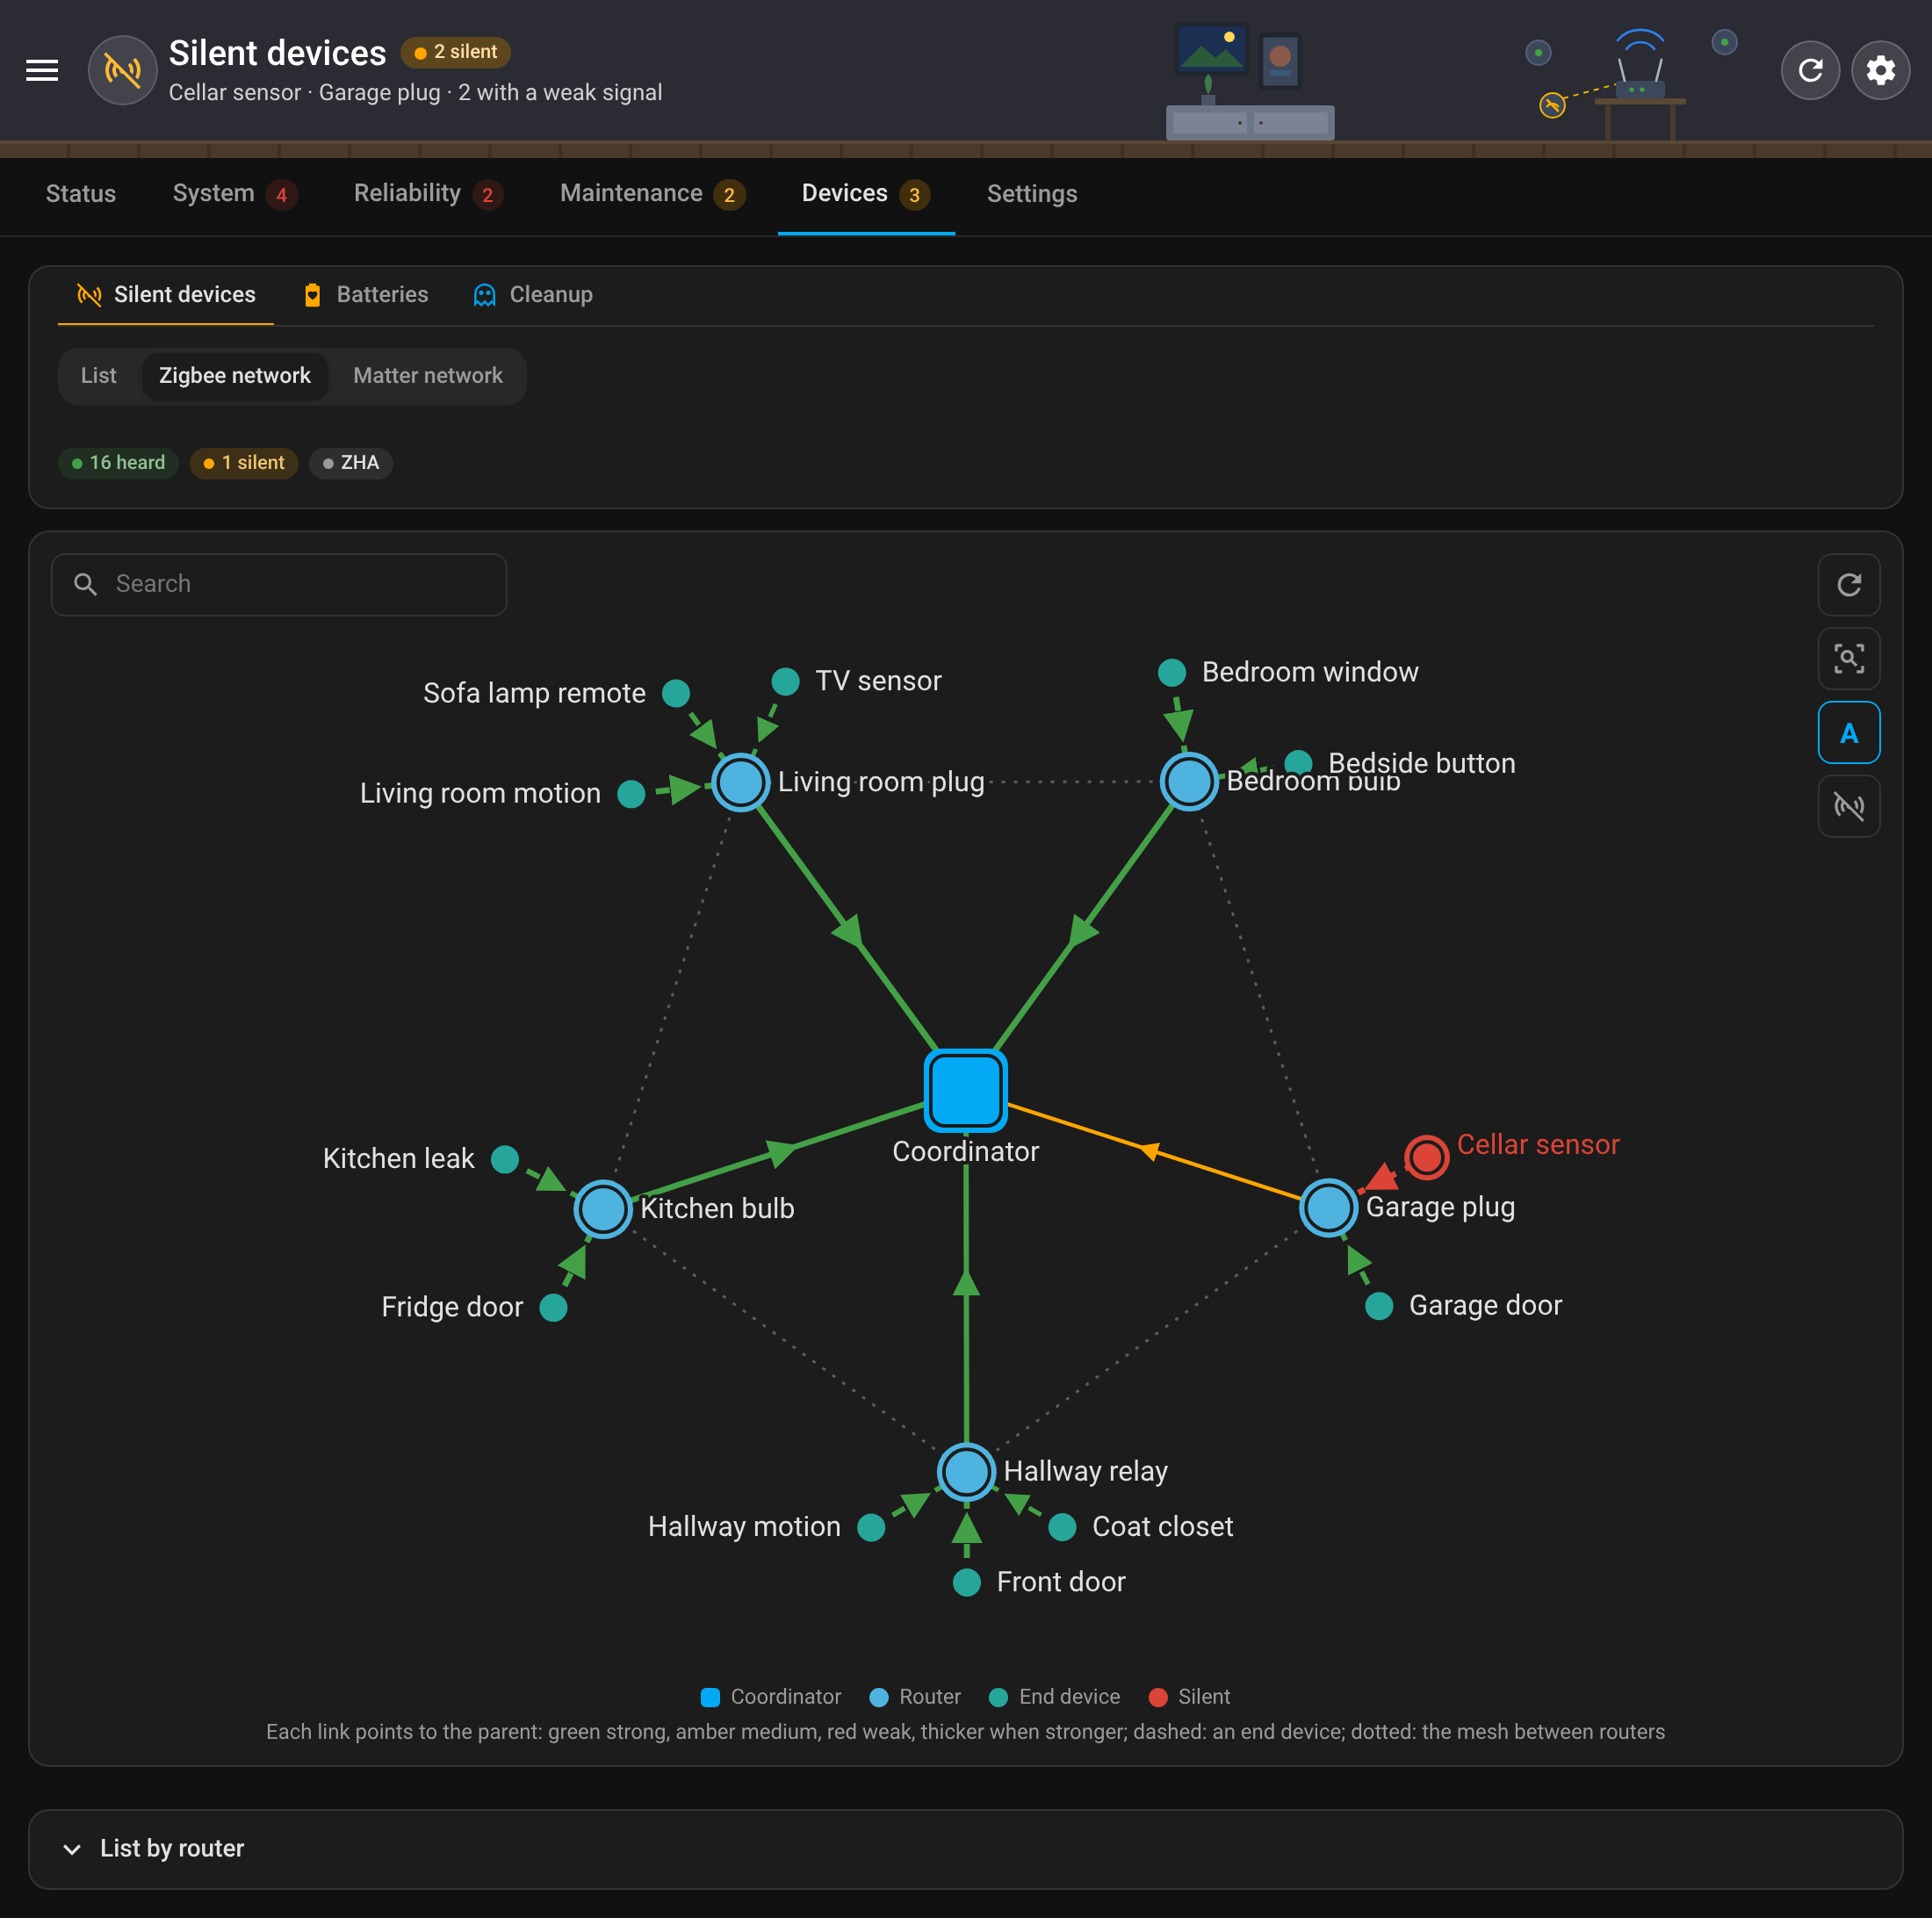 Silent devices
2 silent
Cellar sensor · Garage plug · 2 with a weak signal
Status
System 4
Reliability 2
Maintenance 2
Devices 3
Settings
Silent devices
Batteries
Cleanup
List
Zigbee network
Matter network
16 heard
1 silent
ZHA
Search
A
Sofa lamp remote
TV sensor
Bedroom window
Living room motion
Living room plug
Bedside button
Bedroom bulb
Coordinator
Kitchen leak
Cellar sensor
Kitchen bulb
Garage plug
Fridge door
Garage door
Hallway relay
Hallway motion
Coat closet
Front door
Coordinator
Router
End device
Silent
Each link points to the parent: green strong, amber medium, red weak, thicker when stronger; dashed: an end device; dotted: the mesh between routers
List by router